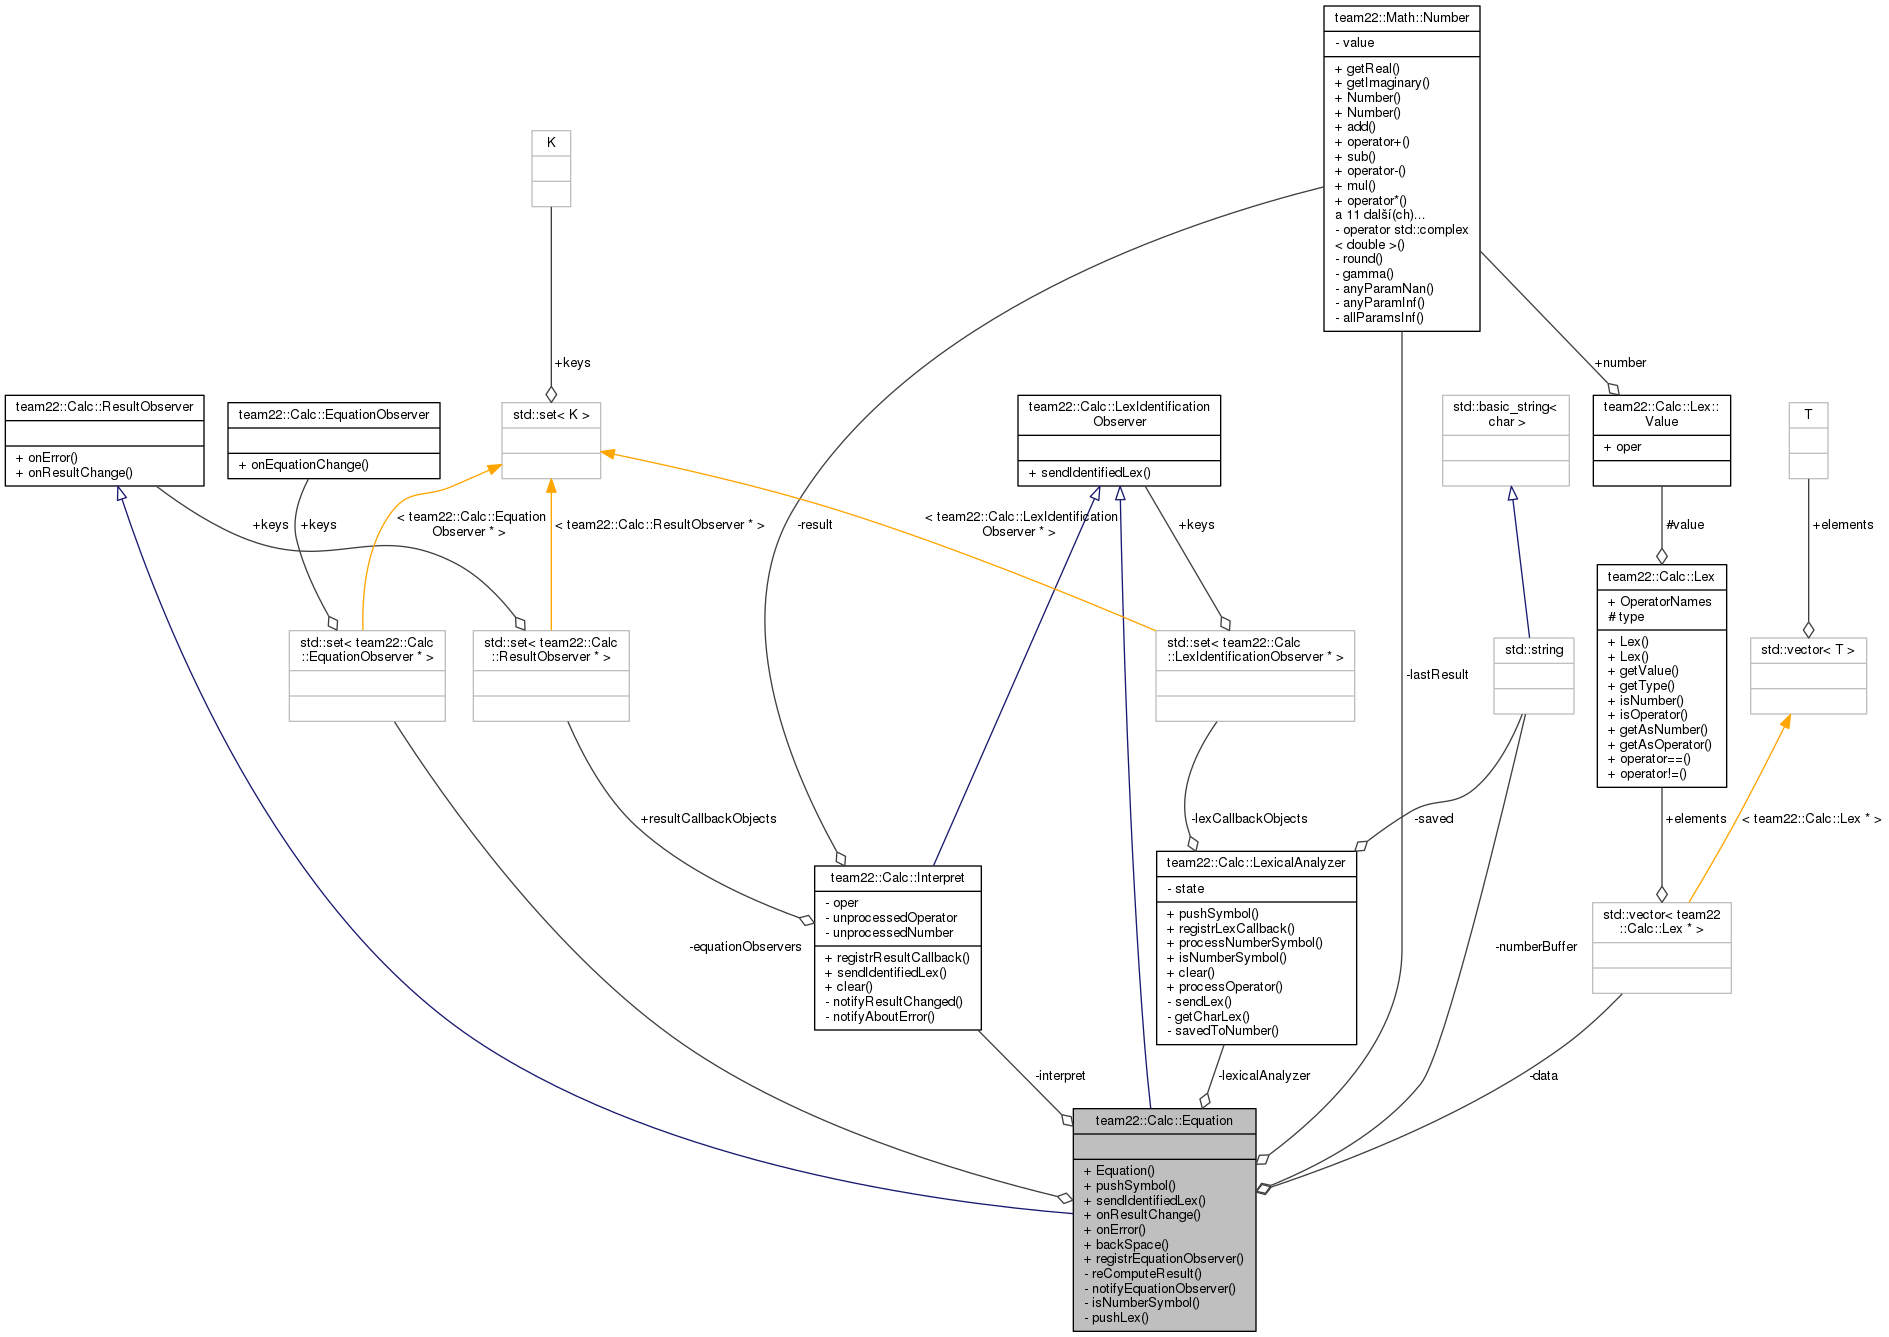 team22::Math::Number
- value
+ getReal()
+ getImaginary()
+ Number()
+ Number()
+ add()
+ operator+()
+ sub()
+ operator-()
+ mul()
+ operator*()
a 11 další(ch)...
- operator std::complex
< double >()
- round()
- gamma()
- anyParamNan()
- anyParamInf()
- allParamsInf()
K
+keys
+number
team22::Calc::ResultObserver
+ onError()
+ onResultChange()
team22::Calc::EquationObserver
+ onEquationChange()
std::set< K >
team22::Calc::LexIdentification
Observer
+ sendIdentifiedLex()
std::basic_string<
char >
team22::Calc::Lex::
Value
+ oper
T
+keys
+keys
< team22::Calc::Equation
Observer * >
< team22::Calc::ResultObserver * >
-result
< team22::Calc::LexIdentification
Observer * >
+keys
#value
+elements
std::set< team22::Calc
::EquationObserver * >
std::set< team22::Calc
::ResultObserver * >
std::set< team22::Calc
::LexIdentificationObserver * >
-lastResult
std::string
team22::Calc::Lex
+ OperatorNames
# type
+ Lex()
+ Lex()
+ getValue()
+ getType()
+ isNumber()
+ isOperator()
+ getAsNumber()
+ getAsOperator()
+ operator==()
+ operator!=()
std::vector< T >
+resultCallbackObjects
-lexCallbackObjects
-saved
+elements
< team22::Calc::Lex * >
-equationObservers
team22::Calc::Interpret
- oper
- unprocessedOperator
- unprocessedNumber
+ registrResultCallback()
+ sendIdentifiedLex()
+ clear()
- notifyResultChanged()
- notifyAboutError()
team22::Calc::LexicalAnalyzer
- state
+ pushSymbol()
+ registrLexCallback()
+ processNumberSymbol()
+ isNumberSymbol()
+ clear()
+ processOperator()
- sendLex()
- getCharLex()
- savedToNumber()
-numberBuffer
std::vector< team22
::Calc::Lex * >
-interpret
-lexicalAnalyzer
-data
team22::Calc::Equation
+ Equation()
+ pushSymbol()
+ sendIdentifiedLex()
+ onResultChange()
+ onError()
+ backSpace()
+ registrEquationObserver()
- reComputeResult()
- notifyEquationObserver()
- isNumberSymbol()
- pushLex()